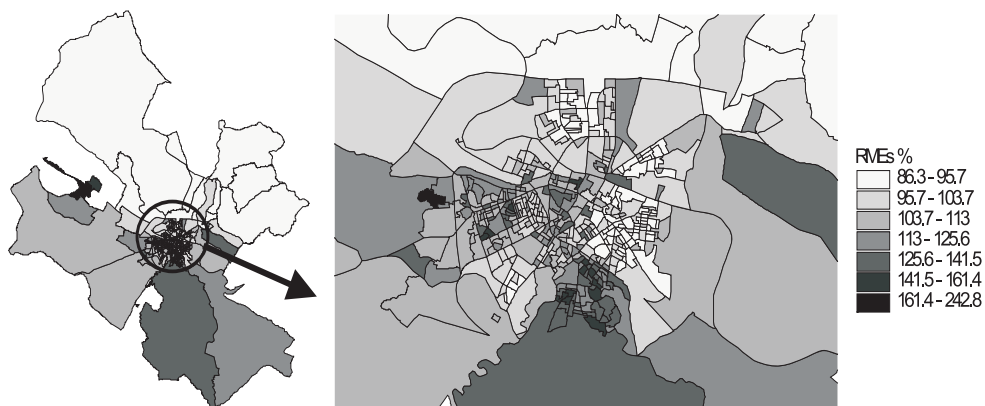 RMEs %
86.3 - 95.7
95.7 - 103.7
103.7 - 113
113 - 125.6
125.6 - 141.5
141.5 - 161.4
161.4 - 242.8